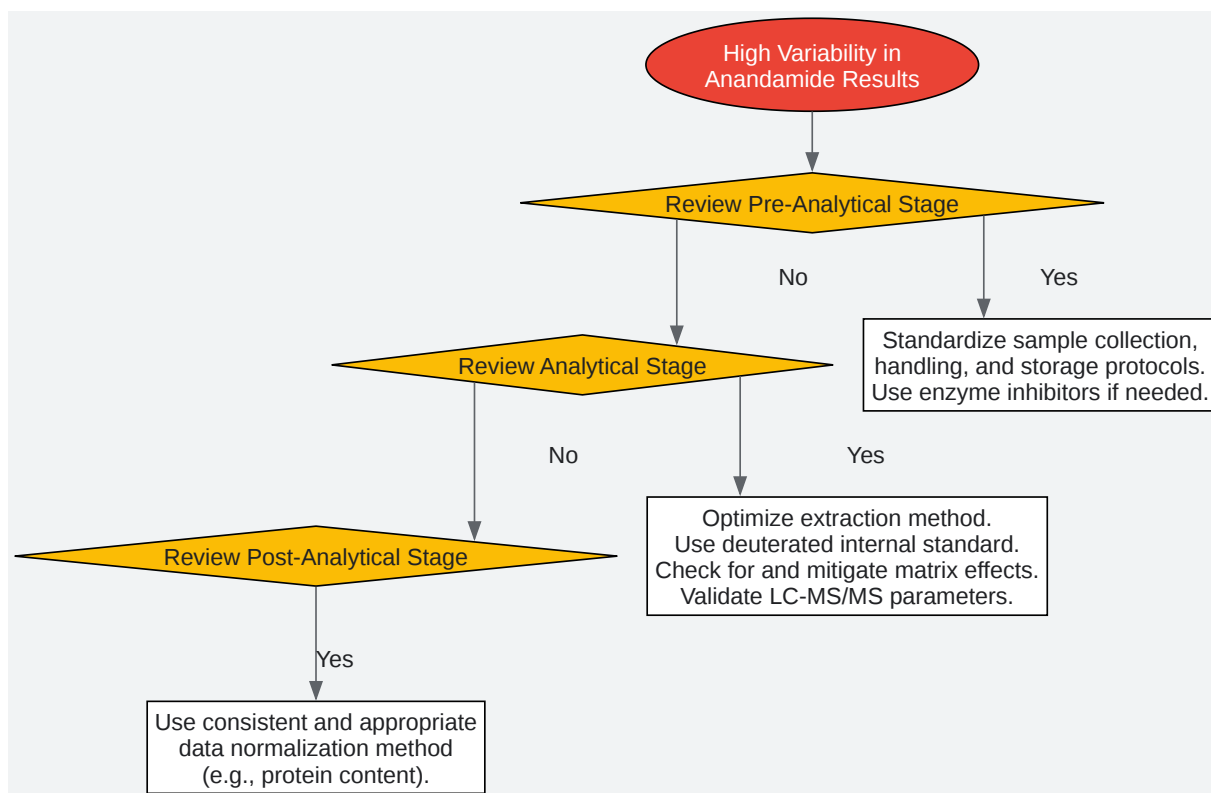 High Variability in
Anandamide Results
Review Pre-Analytical Stage
No
Yes
Standardize sample collection,
handling, and storage protocols.
Use enzyme inhibitors if needed.
Review Analytical Stage
No
Yes
Optimize extraction method.
Use deuterated internal standard.
Check for and mitigate matrix effects.
Validate LC-MS/MS parameters.
Review Post-Analytical Stage
Yes
Use consistent and appropriate
data normalization method
(e.g., protein content).